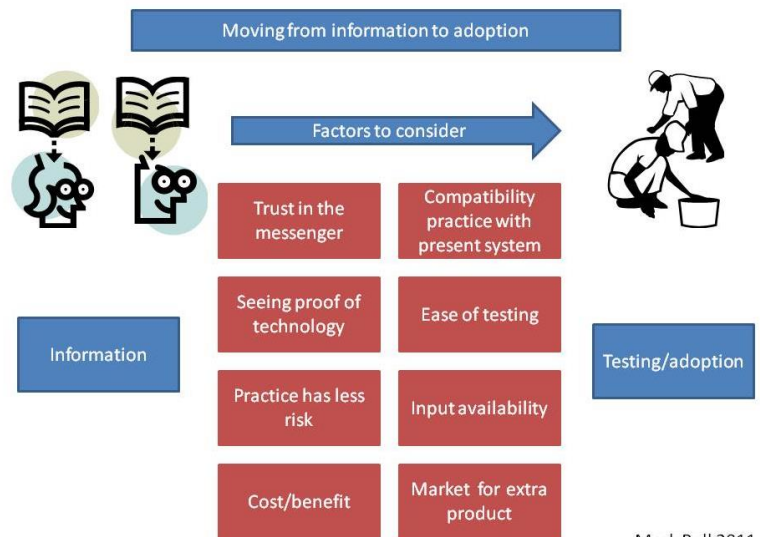 Moving from information to adoption
Factors to consider
Trust in the
messenger
Compatibility
practice with
present system
Seeing proof of
technology
Ease of testing
Information
Testing/adoption
Practice has less
risk
Input availability
Cost/benefit
Market for extra
product